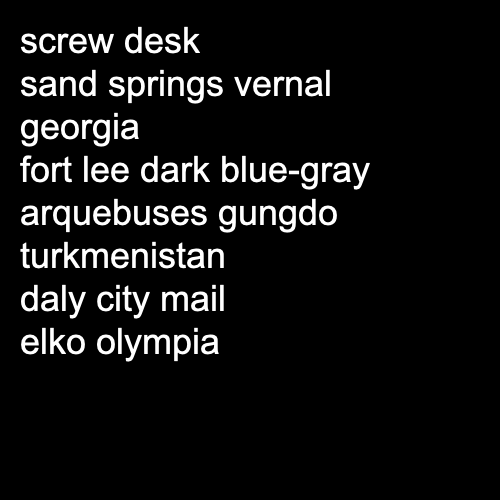 screw desk
sand springs vernal
georgia
fort lee dark blue-gray
arquebuses gungdo
turkmenistan
daly city mail
elko olympia